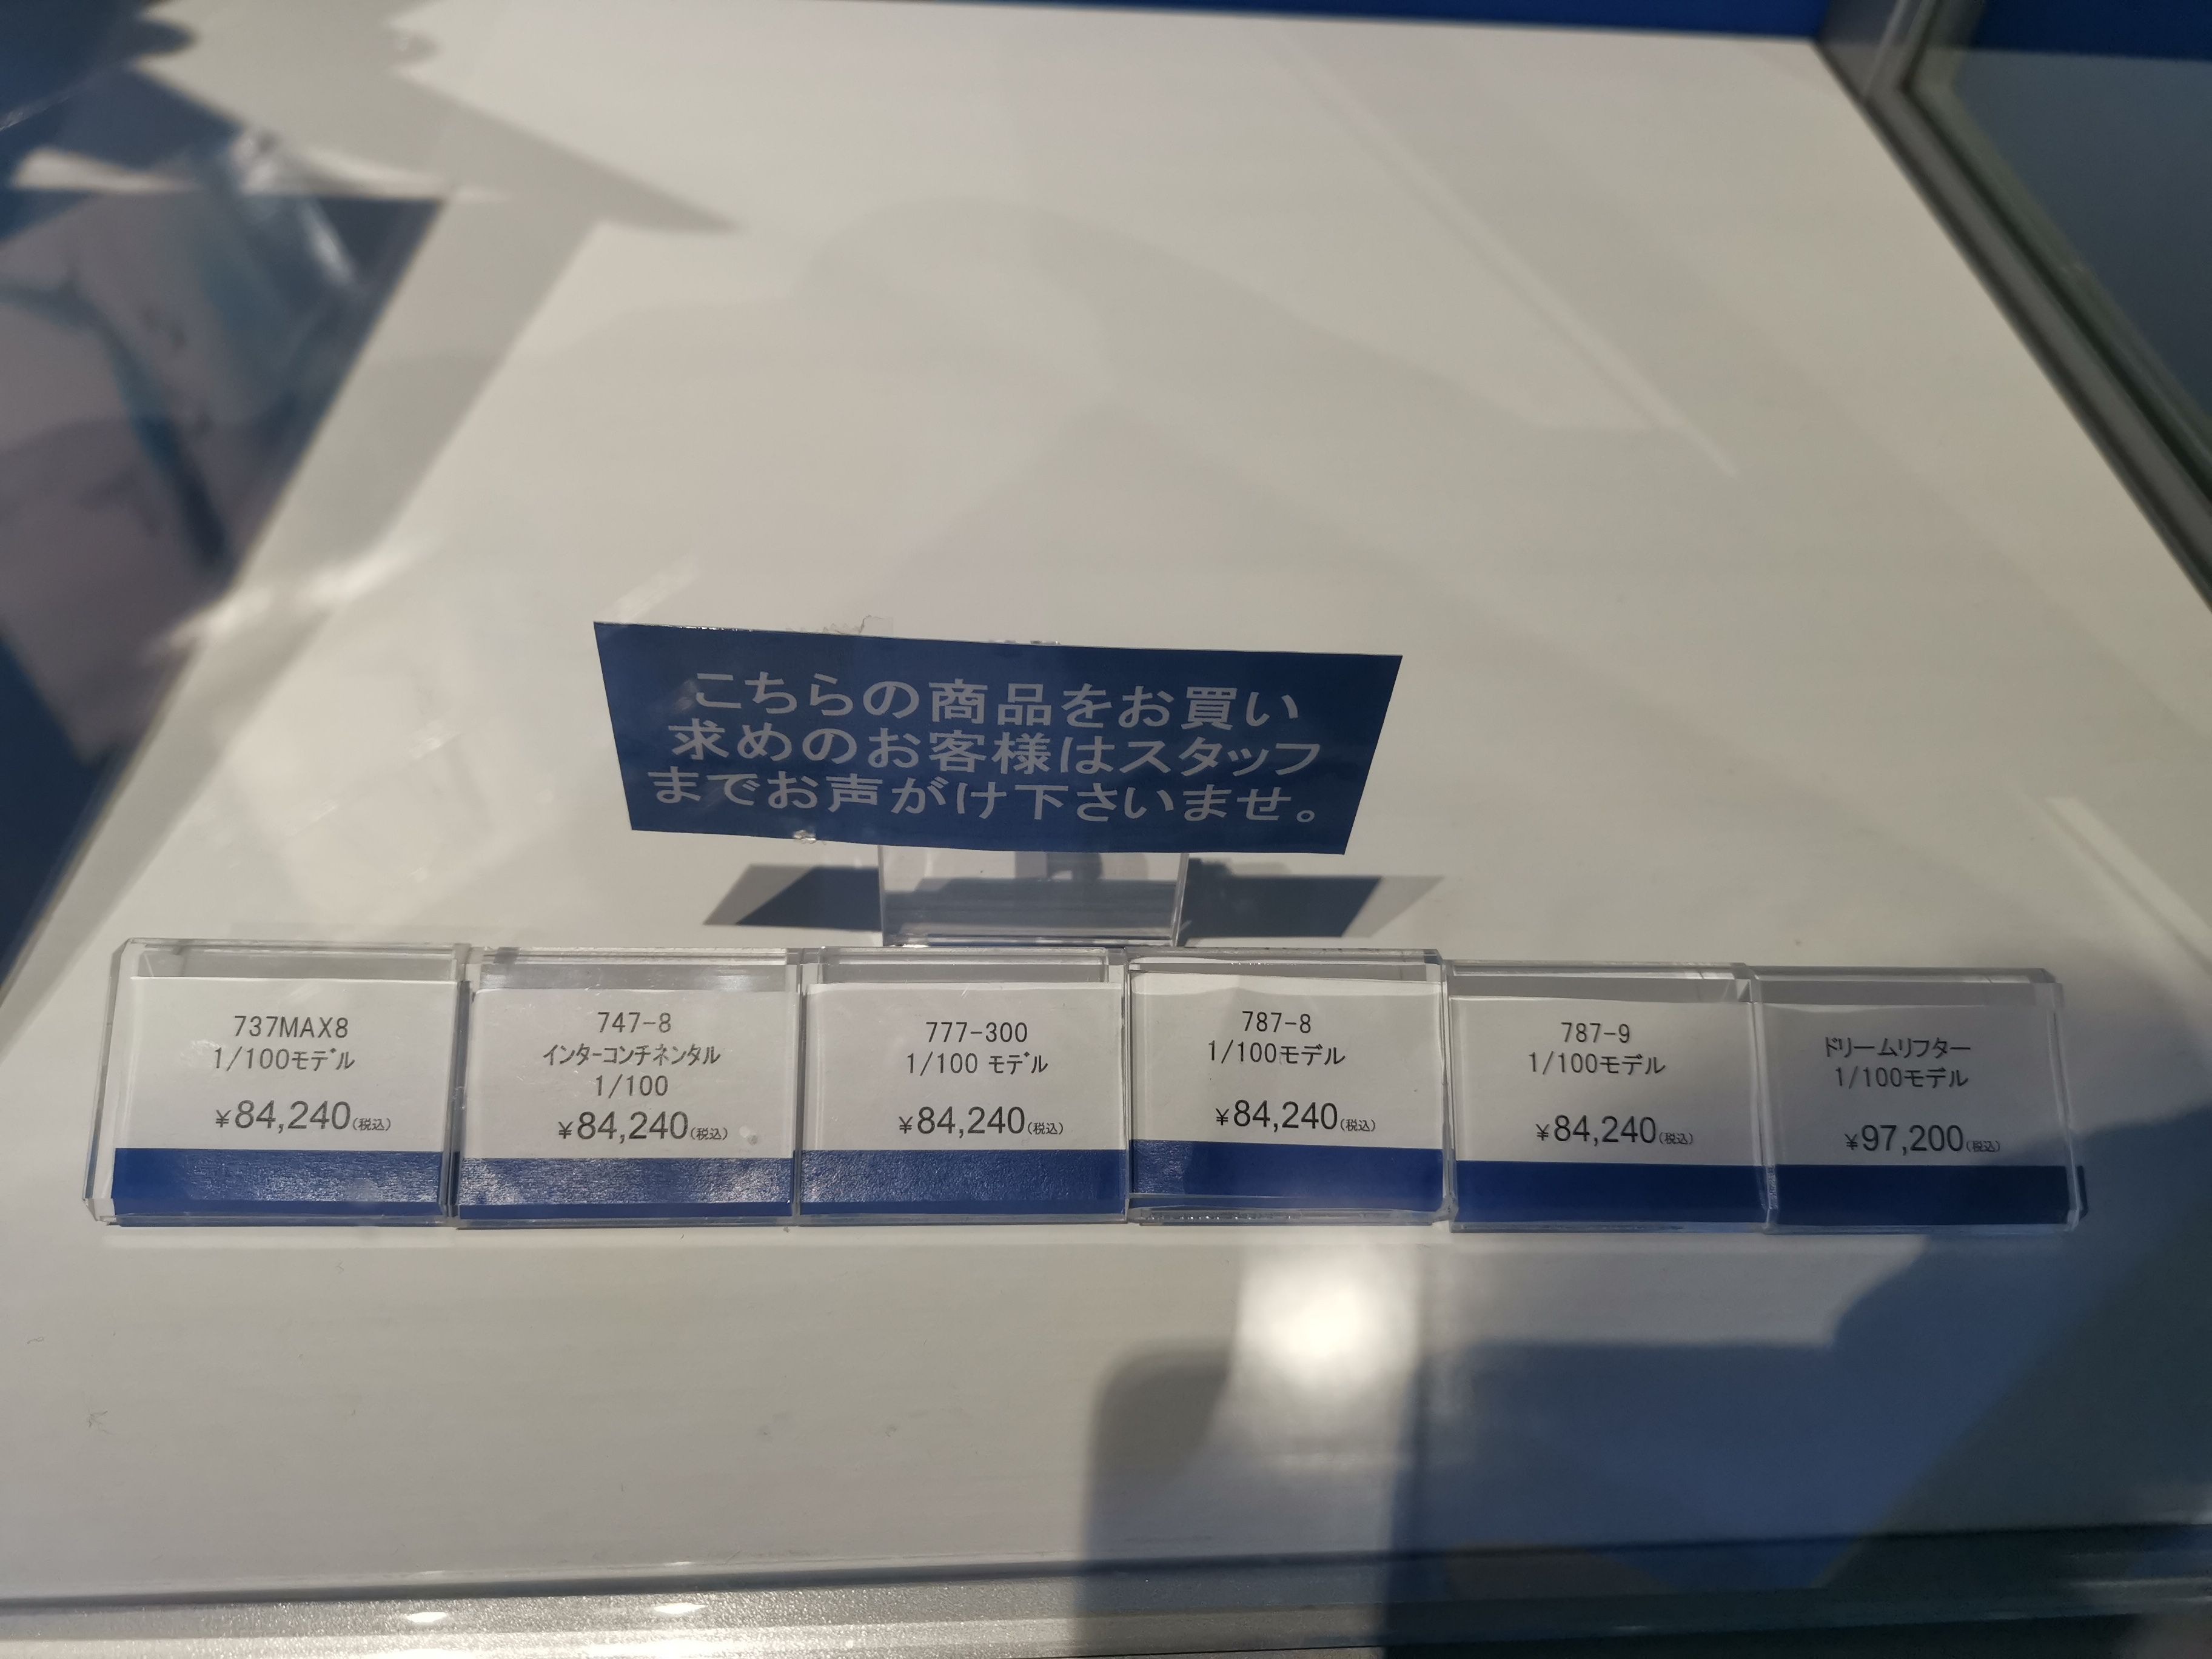 こちらの商品をお買い
求めのお客様はスタッフ
までお声がけ下さいませ。
737MAX8
1/100モデル
¥84,240(税込)
747-8
インターコンチネンタル
1/100
¥84,240(税込)
777-300
1/100 モデル
¥84,240(税込)
787-8
1/100モデル
¥84,240(税込)
787-9
1/100モデル
¥84,240(税込)
ドリームリフター
1/100モデル
¥97,200(税込)